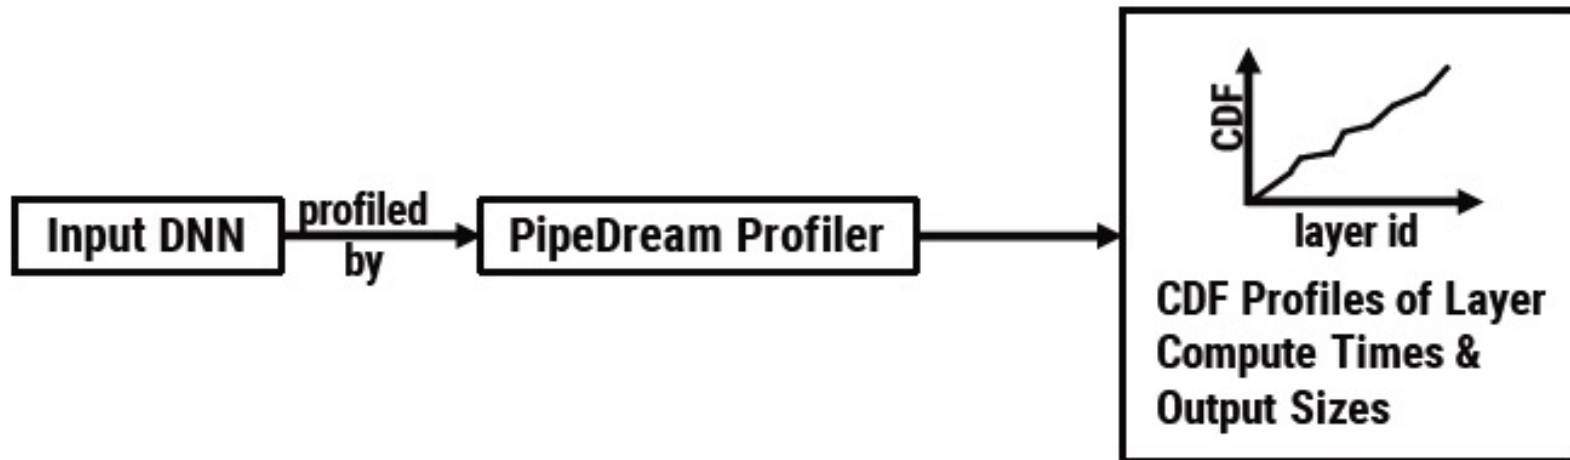 Input DNN
profiled
by
PipeDream Profiler
CDF
layer id
CDF Profiles of Layer
Compute Times &
Output Sizes